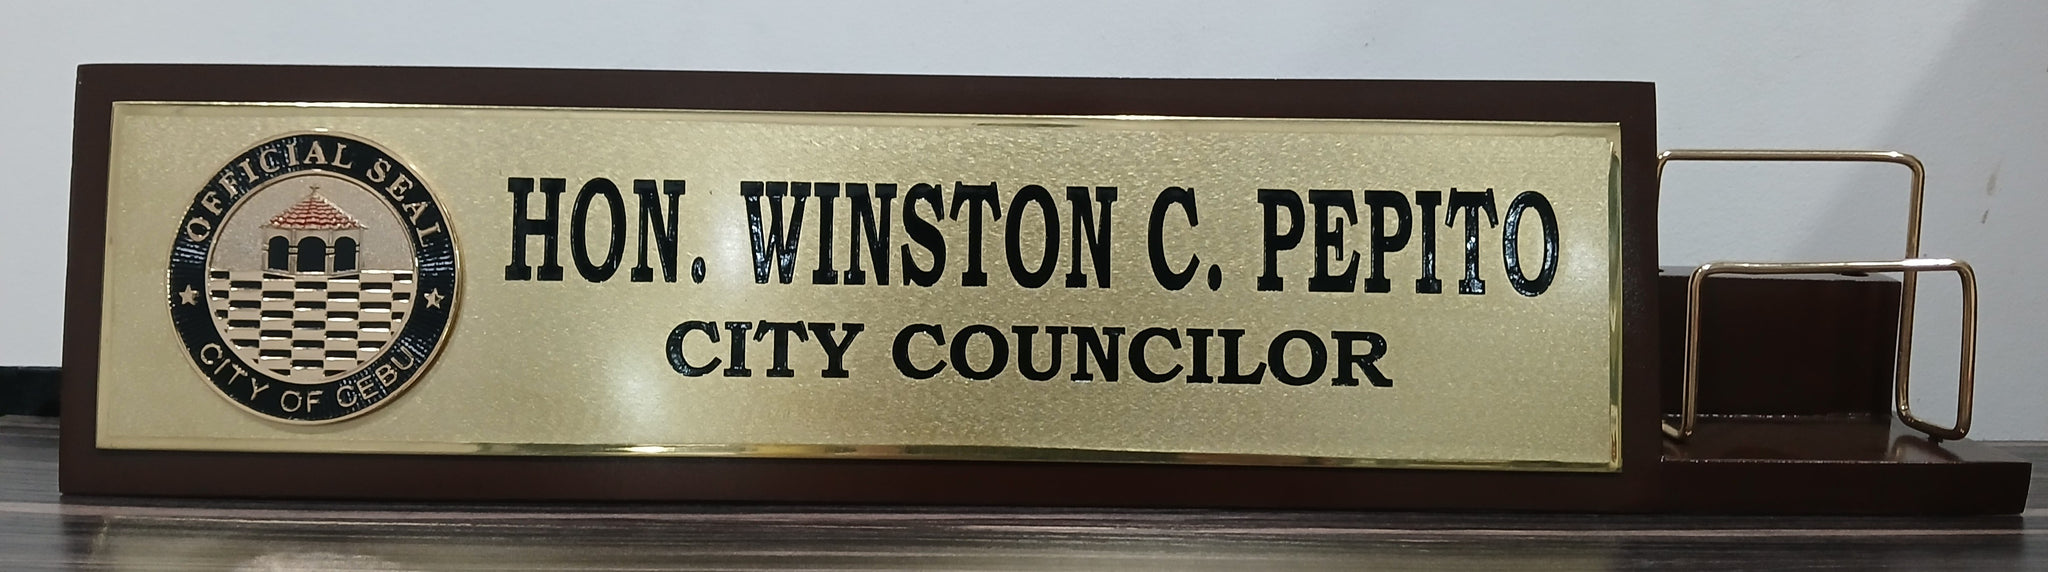 OFFICIAL SEAL
CITY OF CEBU
HON. WINSTON C. PEPITO
CITY COUNCILOR